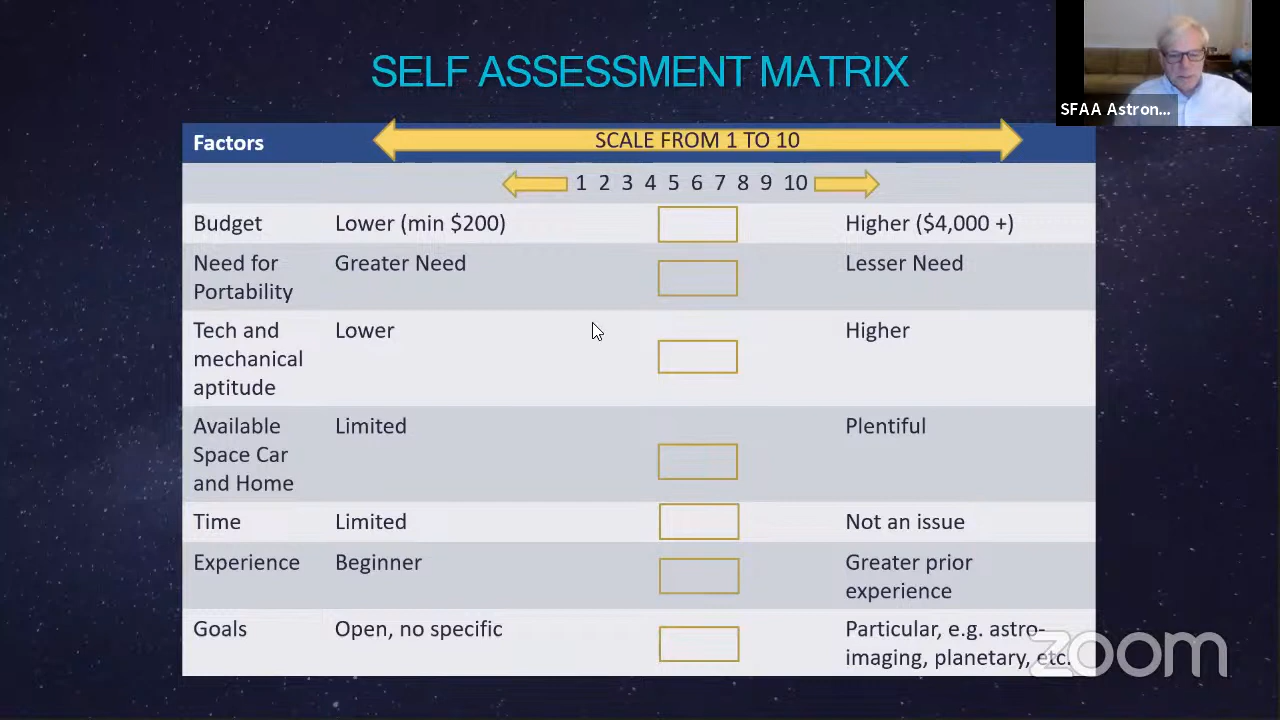 SELF ASSESSMENT MATRIX
SFAA Astron...
Factors
SCALE FROM 1 TO 10
1 2 3 4 5 6 7 8 9 10
Budget
Lower (min $200)
Higher ($4,000 +)
Need for
Portability
Greater Need
Lesser Need
Tech and
mechanical
aptitude
Lower
Higher
Available
Space Car
and Home
Limited
Plentiful
Time
Limited
Not an issue
Experience
Beginner
Greater prior
experience
Goals
Open, no specific
Particular, e.g. astro-
imaging, planetary, etc.
zoom